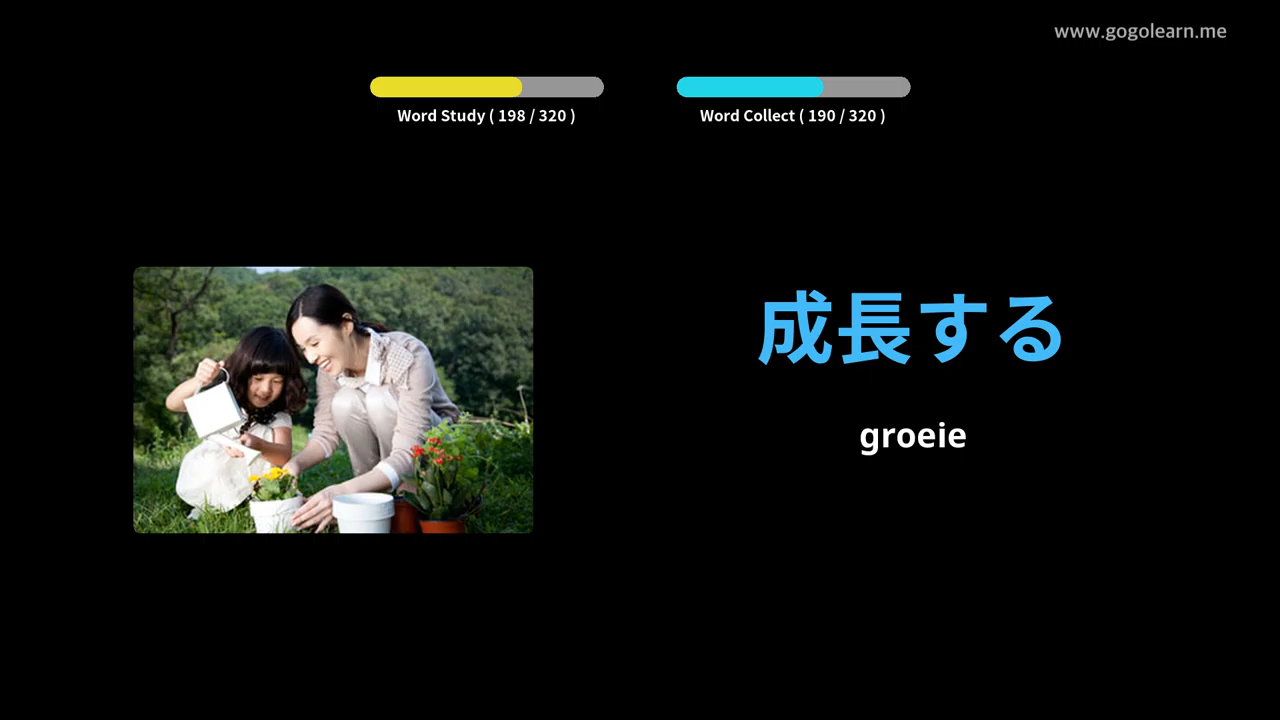 www.gogolearn.me
Word Study ( 198 / 320 )
Word Collect ( 190 / 320 )
成長する
groeie